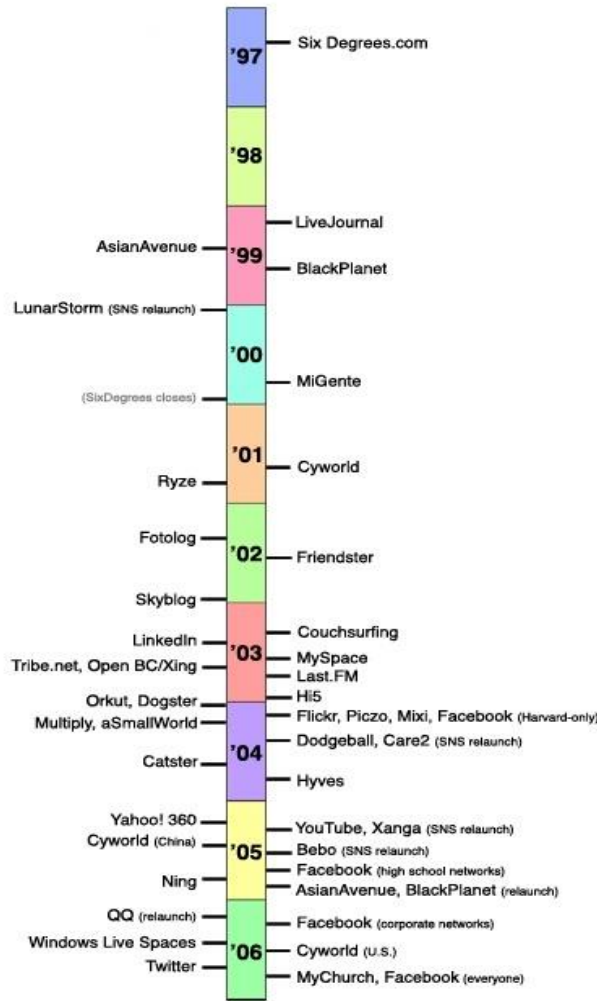 '97
Six Degrees.com
'98
'99
LiveJournal
AsianAvenue
BlackPlanet
LunarStorm (SNS relaunch)
'00
MiGente
(SixDegrees closes)
'01
Cyworld
Ryze
Fotolog
'02
Friendster
Skyblog
Couchsurfing
LinkedIn
'03
MySpace
Tribe.net, Open BC/Xing
Last.FM
Hi5
Orkut, Dogster
Flickr, Piczo, Mixi, Facebook (Harvard-only)
Multiply, aSmallWorld
Dodgeball, Care2 (SNS relaunch)
'04
Catster
Hyves
Yahoo! 360
YouTube, Xanga (SNS relaunch)
Cyworld (China)
'05
Bebo (SNS relaunch)
Facebook (high school networks)
Ning
AsianAvenue, BlackPlanet (relaunch)
QQ (relaunch)
Facebook (corporate networks)
Windows Live Spaces
'06
Cyworld (U.S.)
Twitter
MyChurch, Facebook (everyone)